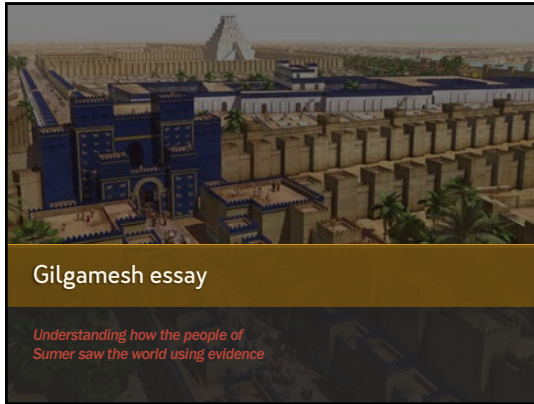 Gilgamesh essay
Understanding how the people of
Sumer saw the world using evidence